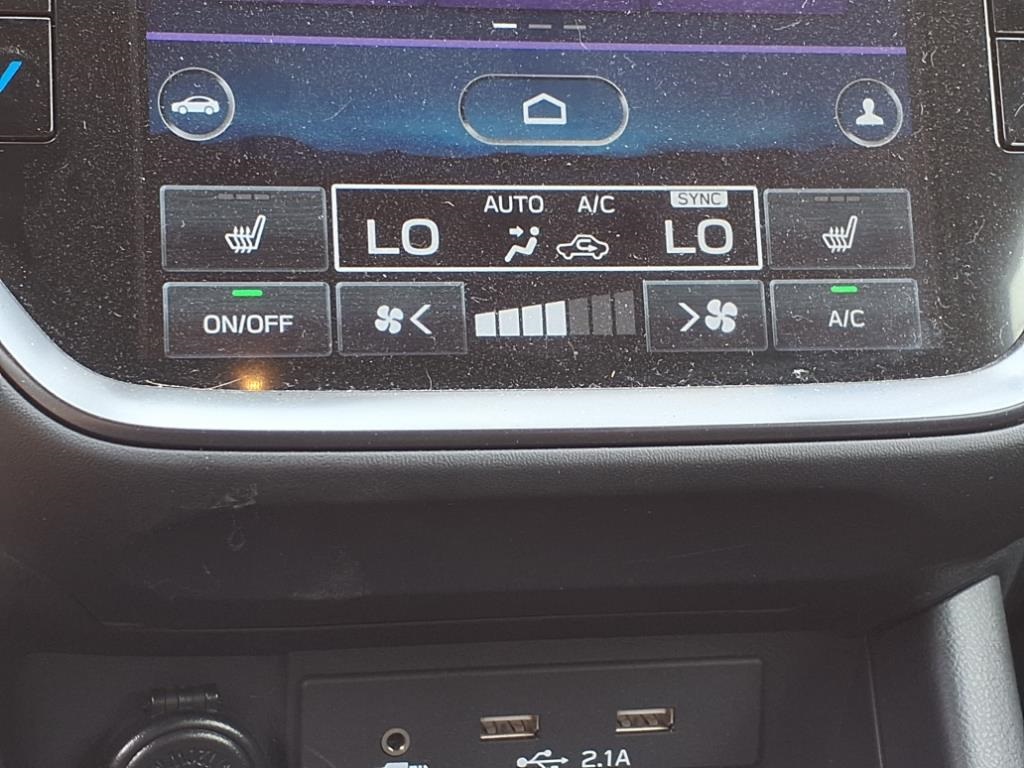 AUTO A/C SYNC
LO LO
ON/OFF A/C
2.1A